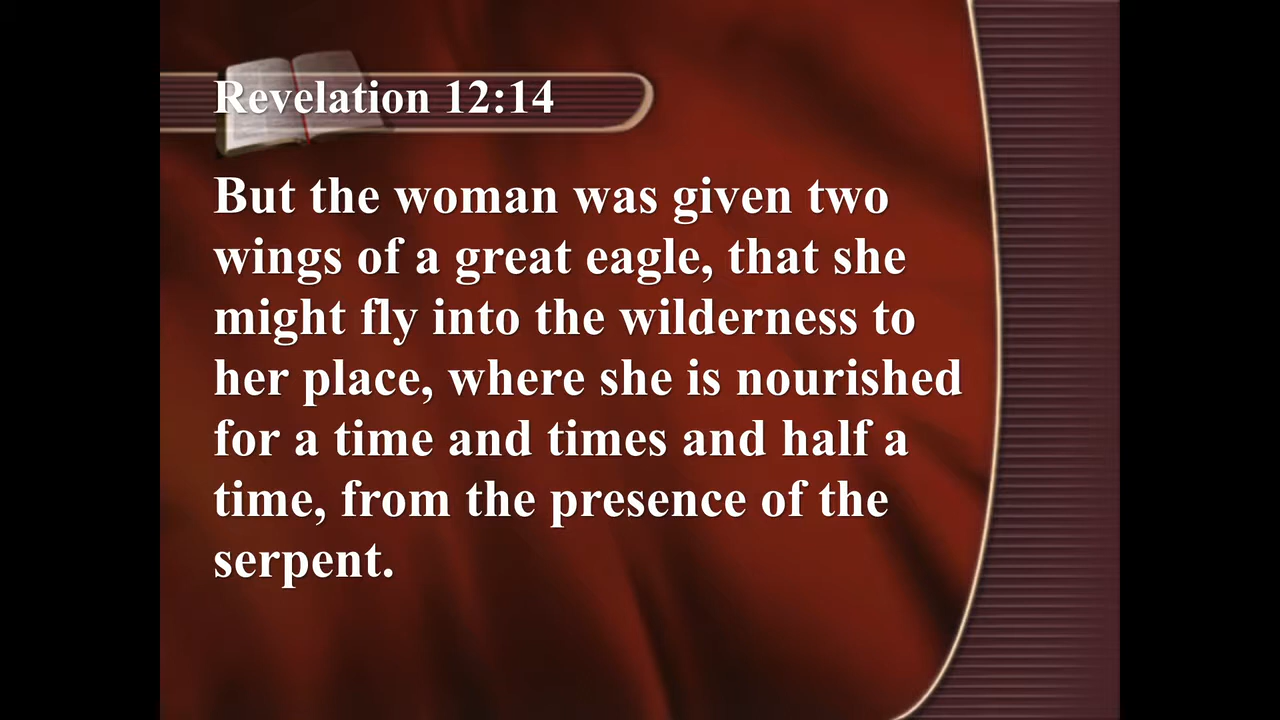 Revelation 12:14
But the woman was given two
wings of a great eagle, that she
might fly into the wilderness to
her place, where she is nourished
for a time and times and half a
time, from the presence of the
serpent.